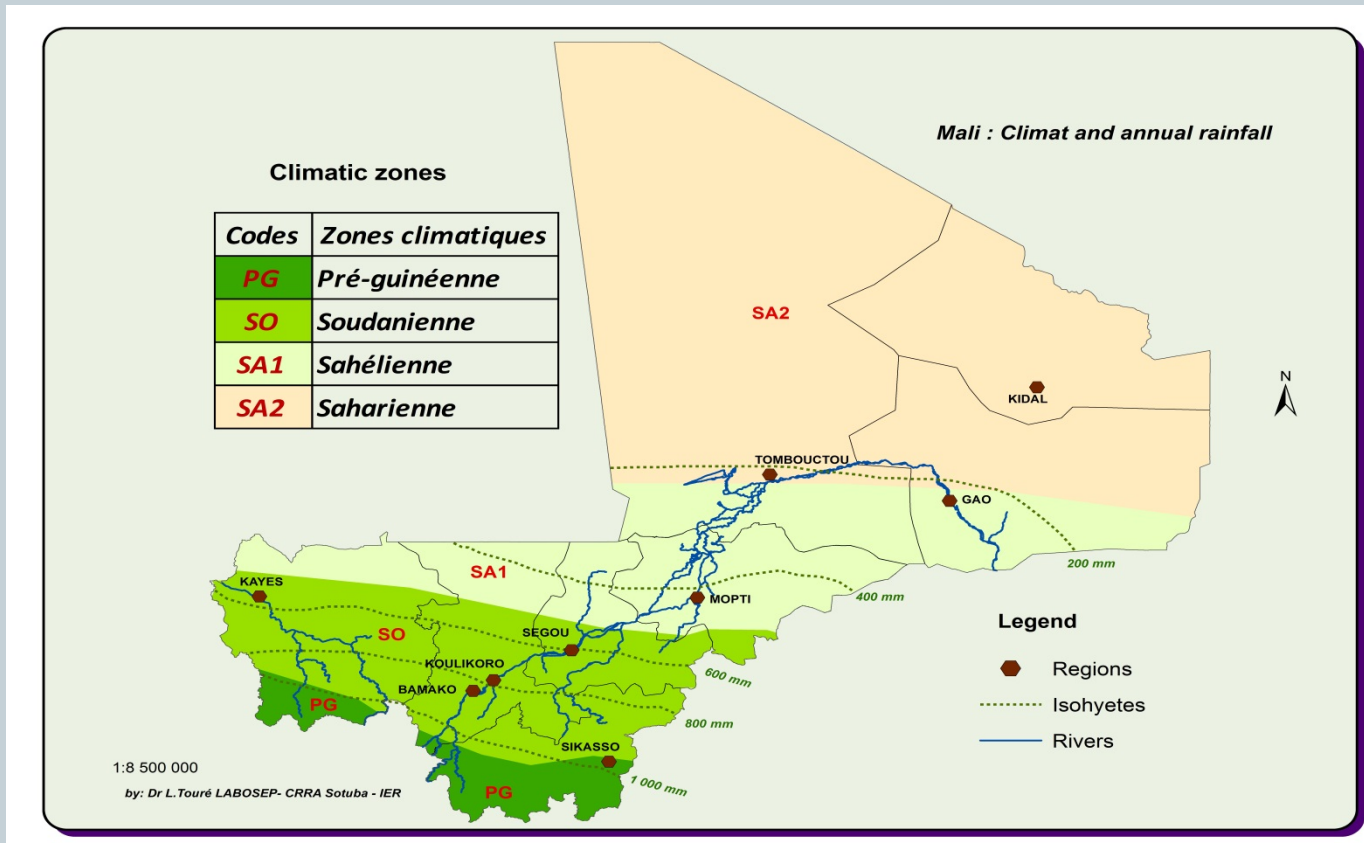 Mali : Climat and annual rainfall
Climatic zones
Codes Zones climatiques
PG Pré-guinéenne
SO Soudanienne
SA1 Sahélienne
SA2 Saharienne
SA2
N
KIDAL
TOMBOUCTOU
GAO
200 mm
SA1
KAYES
400 mm
MOPTI
SO
SEGOU
600 mm
KOULIKORO
BAMAKO
PG
800 mm
SIKASSO
1 000 mm
PG
Legend
Regions
Isohyetes
Rivers
1:8 500 000
by: Dr L.Touré LABOSEP- CRRA Sotuba - IER